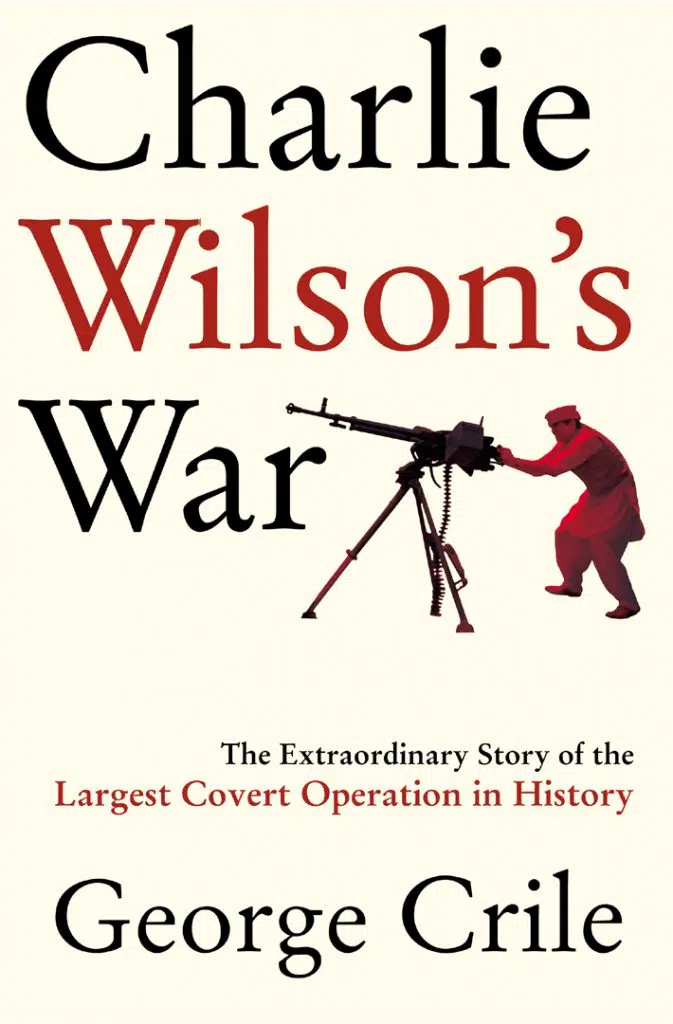 Charlie
Wilson’s
War
The Extraordinary Story of the
Largest Covert Operation in History
George Crile